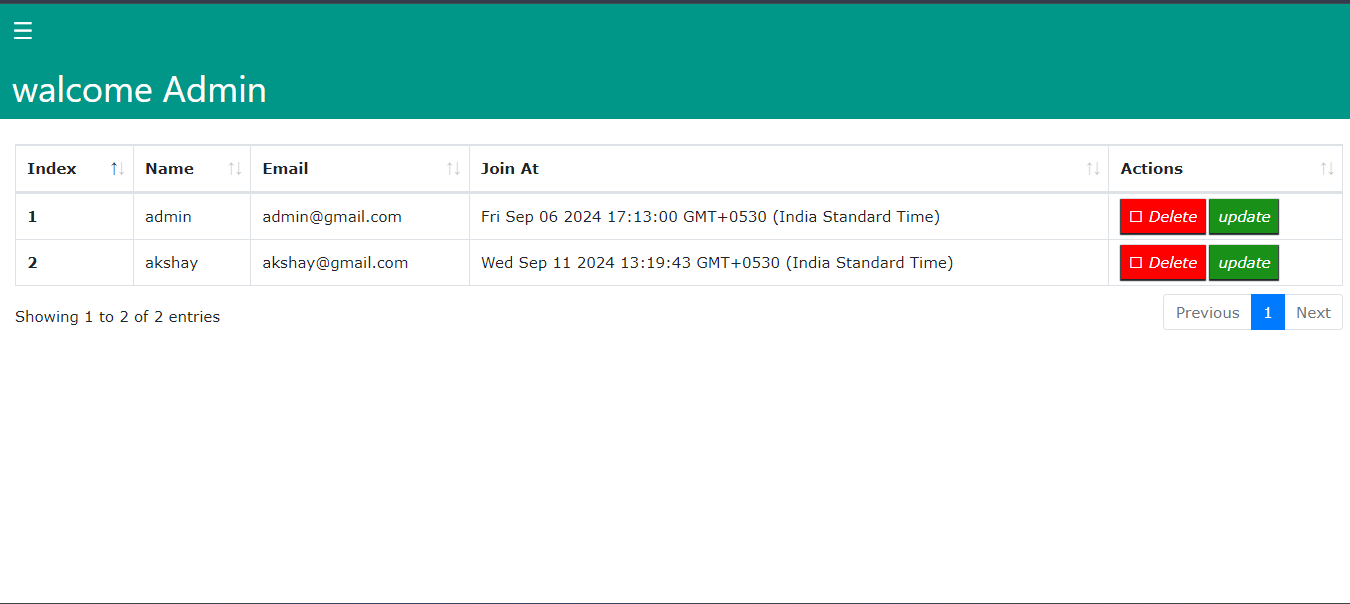 ☰
walcome Admin
Index Name Email Join At Actions
1 admin admin@gmail.com Fri Sep 06 2024 17:13:00 GMT+0530 (India Standard Time) Delete update
2 akshay akshay@gmail.com Wed Sep 11 2024 13:19:43 GMT+0530 (India Standard Time) Delete update
Showing 1 to 2 of 2 entries Previous 1 Next